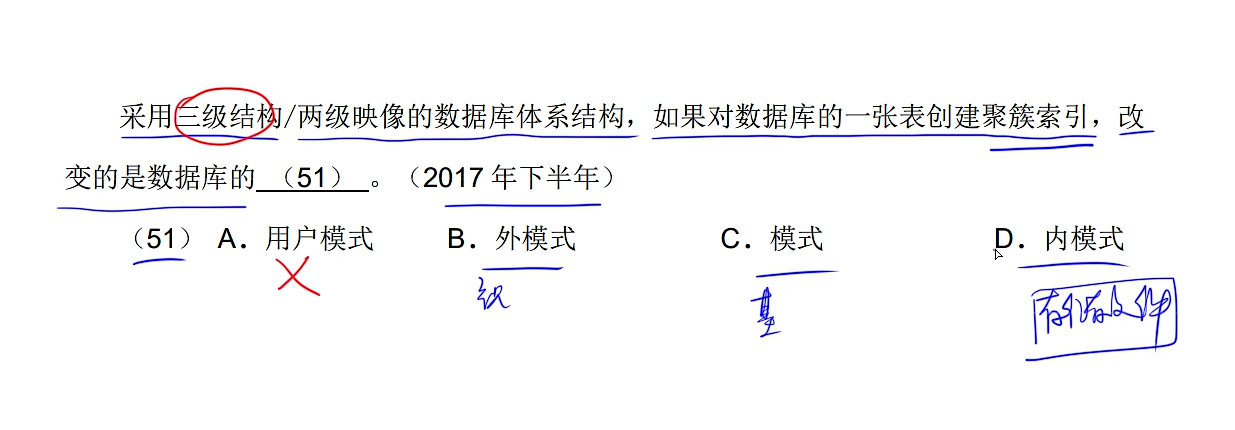 采用三级结构/两级映像的数据库体系结构，如果对数据库的一张表创建聚簇索引，改
变的是数据库的 （51） 。（2017 年下半年）
（51） A．用户模式 B．外模式 C．模式 D．内模式
基 存储文件